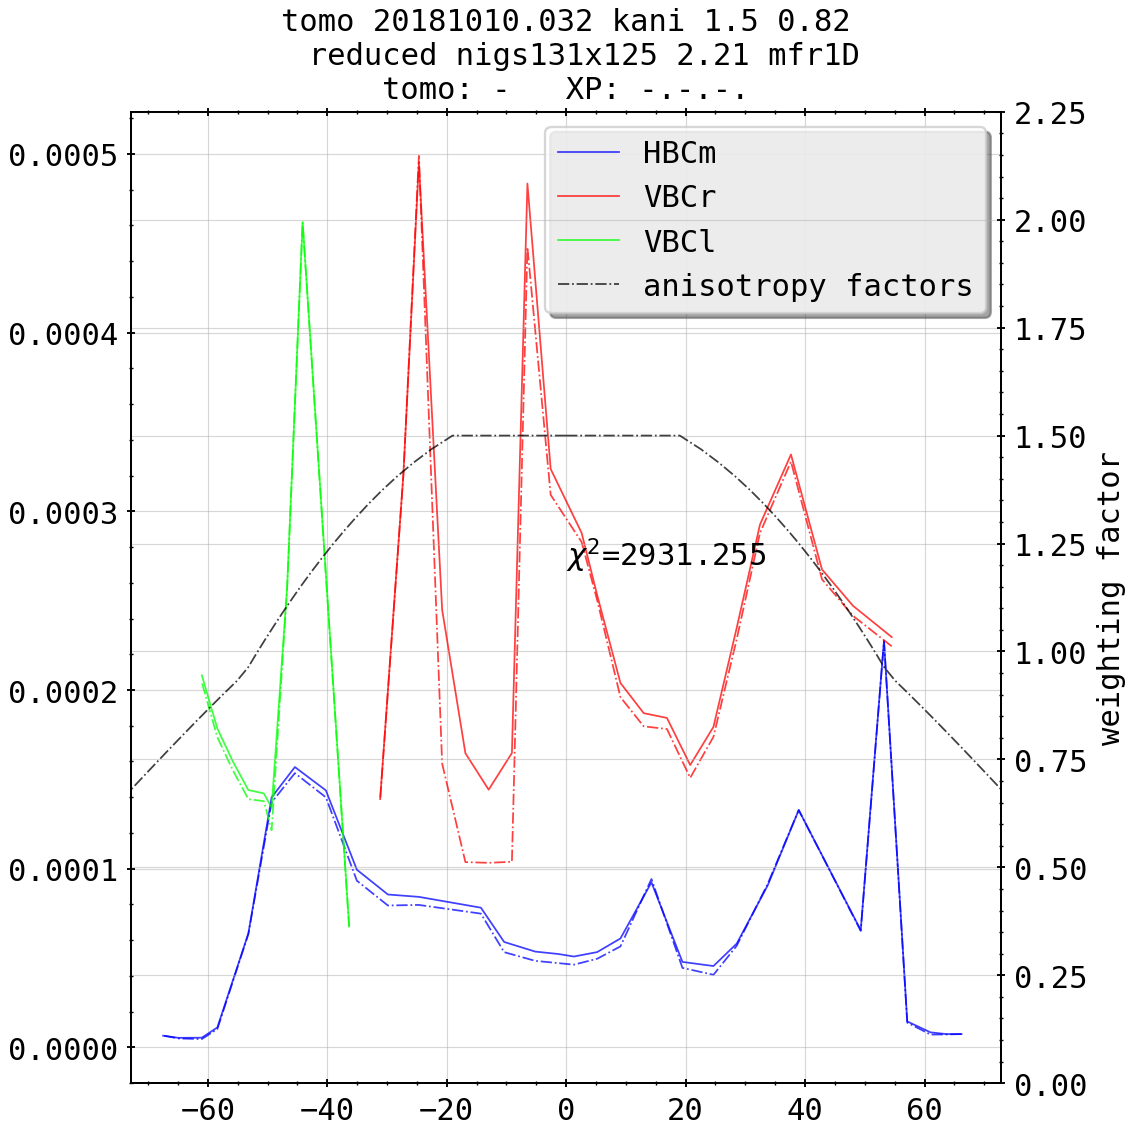 tomo 20181010.032 kani 1.5 0.82
reduced nigs131x125 2.21 mfr1D
tomo: - XP: -.-.-.
HBCm
VBCr
VBCl
anisotropy factors
χ²=2931.255
0.0005
0.0004
0.0003
0.0002
0.0001
0.0000
2.25
2.00
1.75
1.50
1.25
1.00
0.75
0.50
0.25
0.00
weighting factor
−60 −40 −20 0 20 40 60